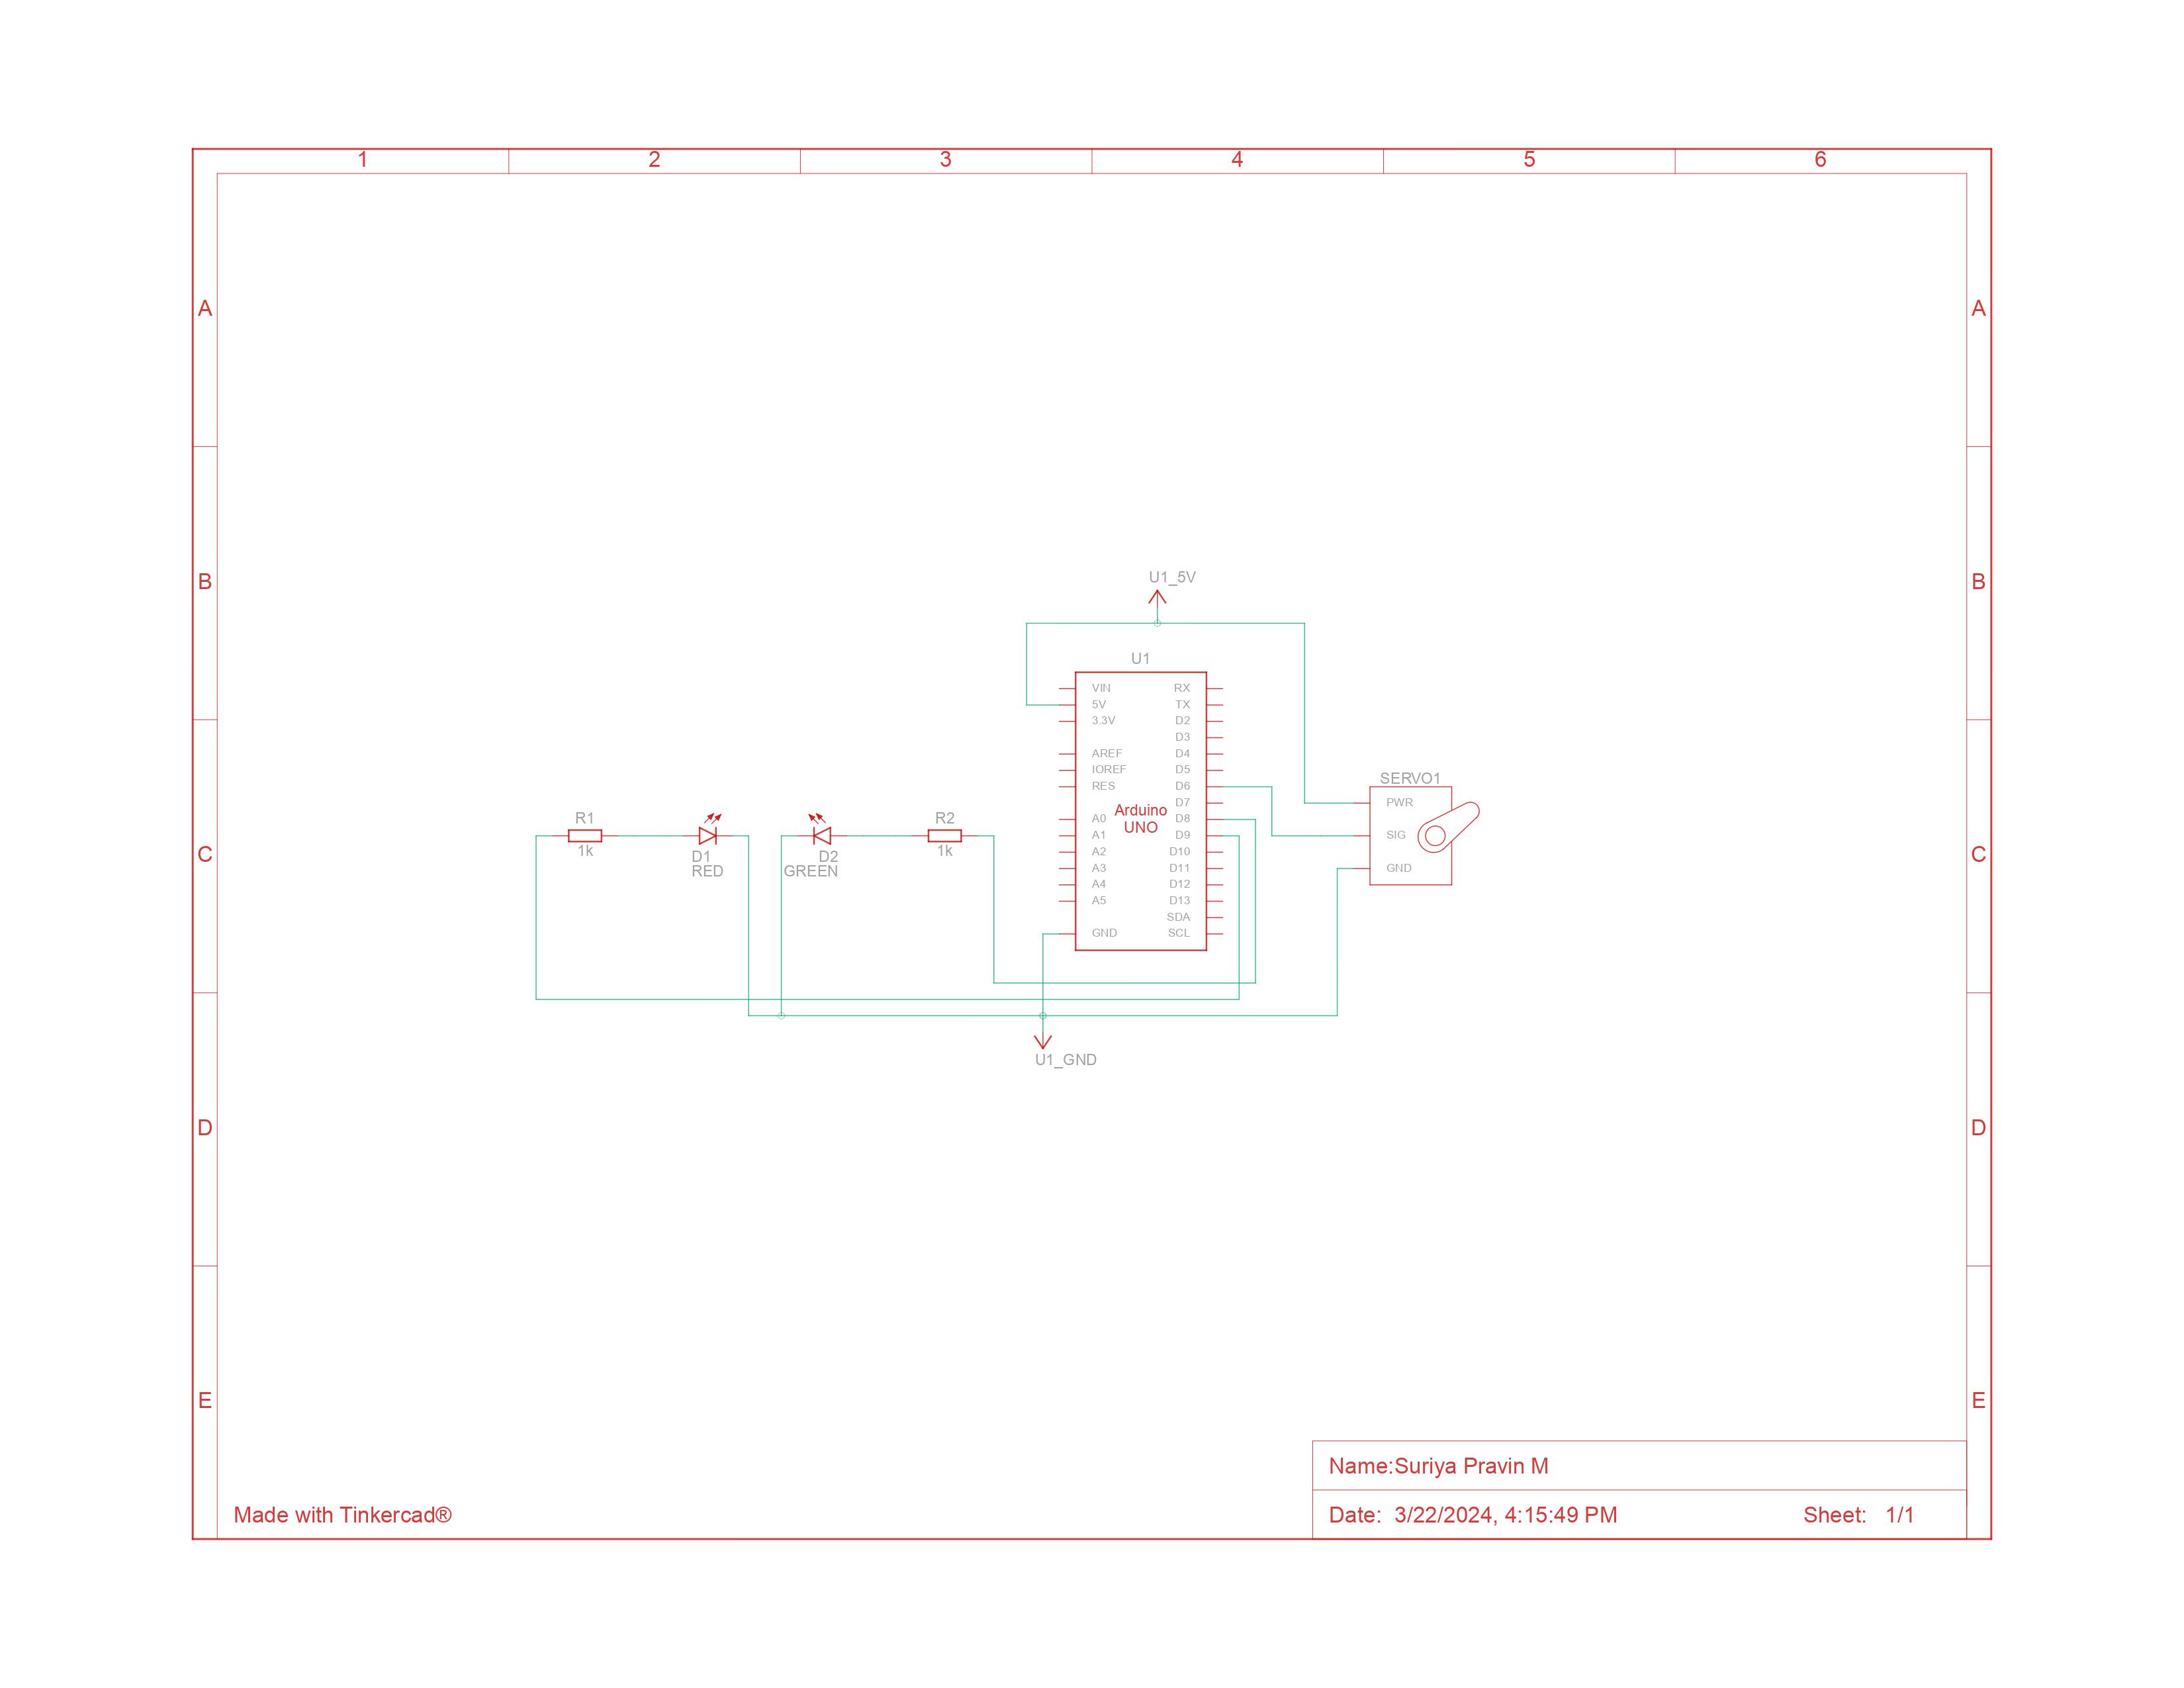 1 2 3 4 5 6
A A
B B
C C
D D
E E
U1_5V
U1
VIN RX
5V TX
3.3V D2
D3
AREF D4
IOREF D5
RES D6
D7
A0 D8
A1 D9
A2 D10
A3 D11
A4 D12
A5 D13
SDA
GND SCL
Arduino
UNO
SERVO1
PWR
SIG
GND
R1
1k
D1
RED
D2
GREEN
R2
1k
U1_GND
Name:Suriya Pravin M
Date: 3/22/2024, 4:15:49 PM Sheet: 1/1
Made with Tinkercad®